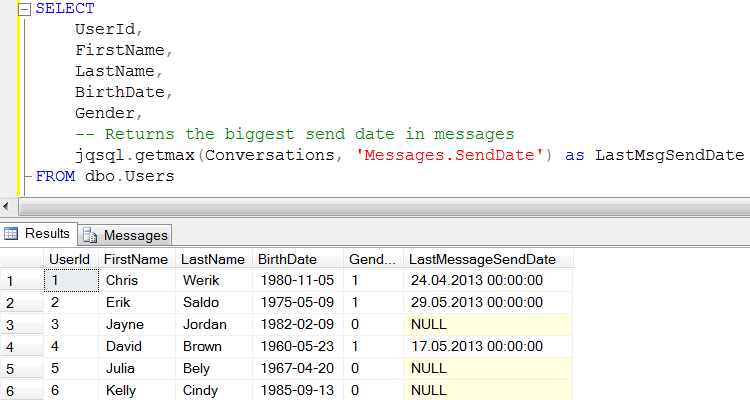 SELECT
UserId,
FirstName,
LastName,
BirthDate,
Gender,
-- Returns the biggest send date in messages
jqsql.getmax(Conversations, 'Messages.SendDate') as LastMsgSendDate
FROM dbo.Users
Results Messages
UserId FirstName LastName BirthDate Gend... LastMessageSendDate
1 1 Chris Werik 1980-11-05 1 24.04.2013 00:00:00
2 2 Erik Saldo 1975-05-09 1 29.05.2013 00:00:00
3 3 Jayne Jordan 1982-02-09 0 NULL
4 4 David Brown 1960-05-23 1 17.05.2013 00:00:00
5 5 Julia Bely 1967-04-20 0 NULL
6 6 Kelly Cindy 1985-09-13 0 NULL